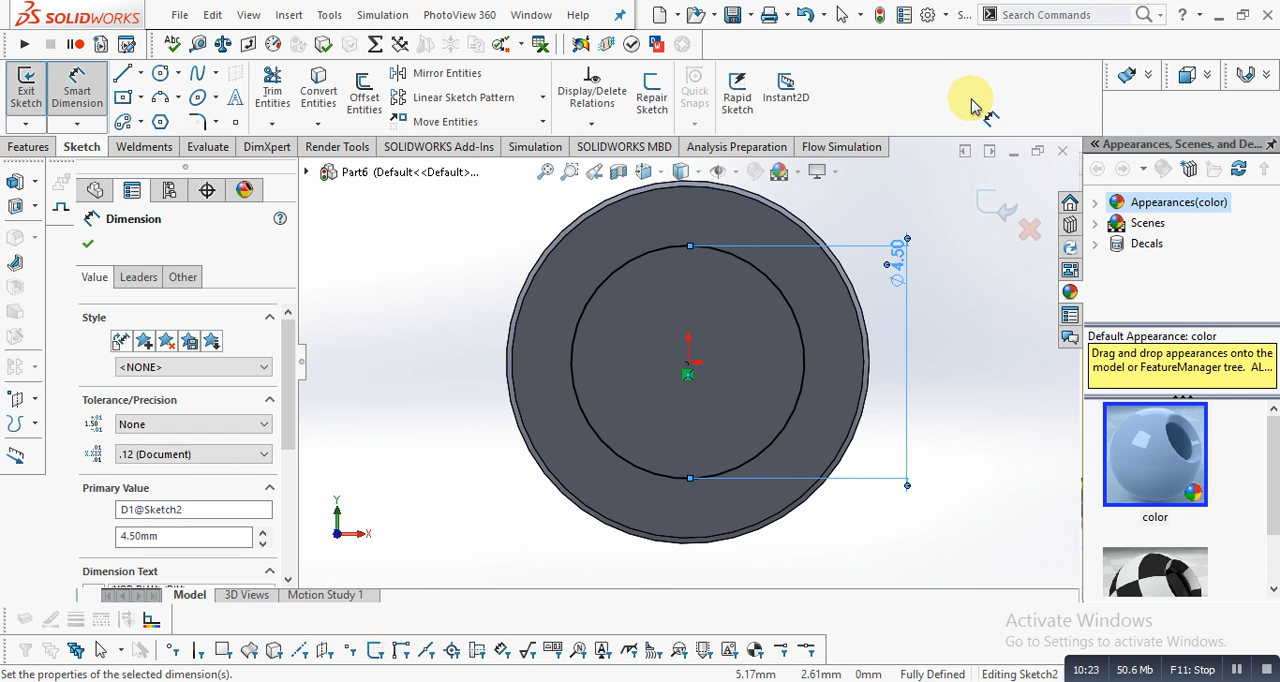 SOLIDWORKS
File Edit View Insert Tools Simulation PhotoView 360 Window Help
S...
Search Commands
Exit Sketch
Smart Dimension
Trim Entities
Convert Entities
Offset Entities
Mirror Entities
Linear Sketch Pattern
Move Entities
Display/Delete Relations
Repair Sketch
Quick Snaps
Rapid Sketch
Instant2D
Features Sketch Weldments Evaluate DimXpert Render Tools SOLIDWORKS Add-Ins Simulation SOLIDWORKS MBD Analysis Preparation Flow Simulation
Part6 (Default<<Default>...
Dimension
Value Leaders Other
Style
<NONE>
Tolerance/Precision
None
.12 (Document)
Primary Value
D1@Sketch2
4.50mm
Dimension Text
∅4.50
Y
X
Model 3D Views Motion Study 1
Appearances, Scenes, and De...
Appearances(color)
Scenes
Decals
Default Appearance: color
Drag and drop appearances onto the
model or FeatureManager tree. AL...
color
Activate Windows
Go to Settings to activate Windows.
Set the properties of the selected dimension(s).
5.17mm 2.61mm 0mm Fully Defined Editing Sketch2
10:23 50.6 Mb F11: Stop